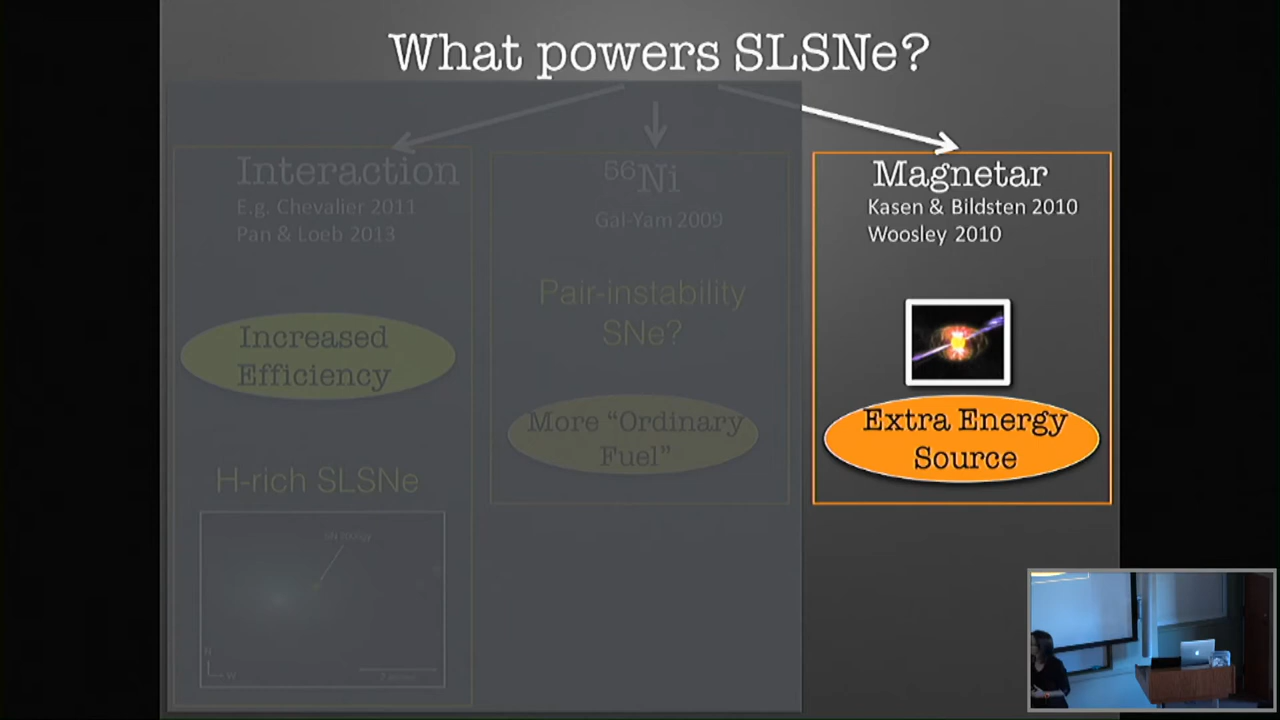 What powers SLSNe?
Interaction
E.g. Chevalier 2011
Pan & Loeb 2013
Increased
Efficiency
H-rich SLSNe
56Ni
Gal-Yam 2009
Pair-instability
SNe?
More “Ordinary
Fuel”
Magnetar
Kasen & Bildsten 2010
Woosley 2010
Extra Energy
Source